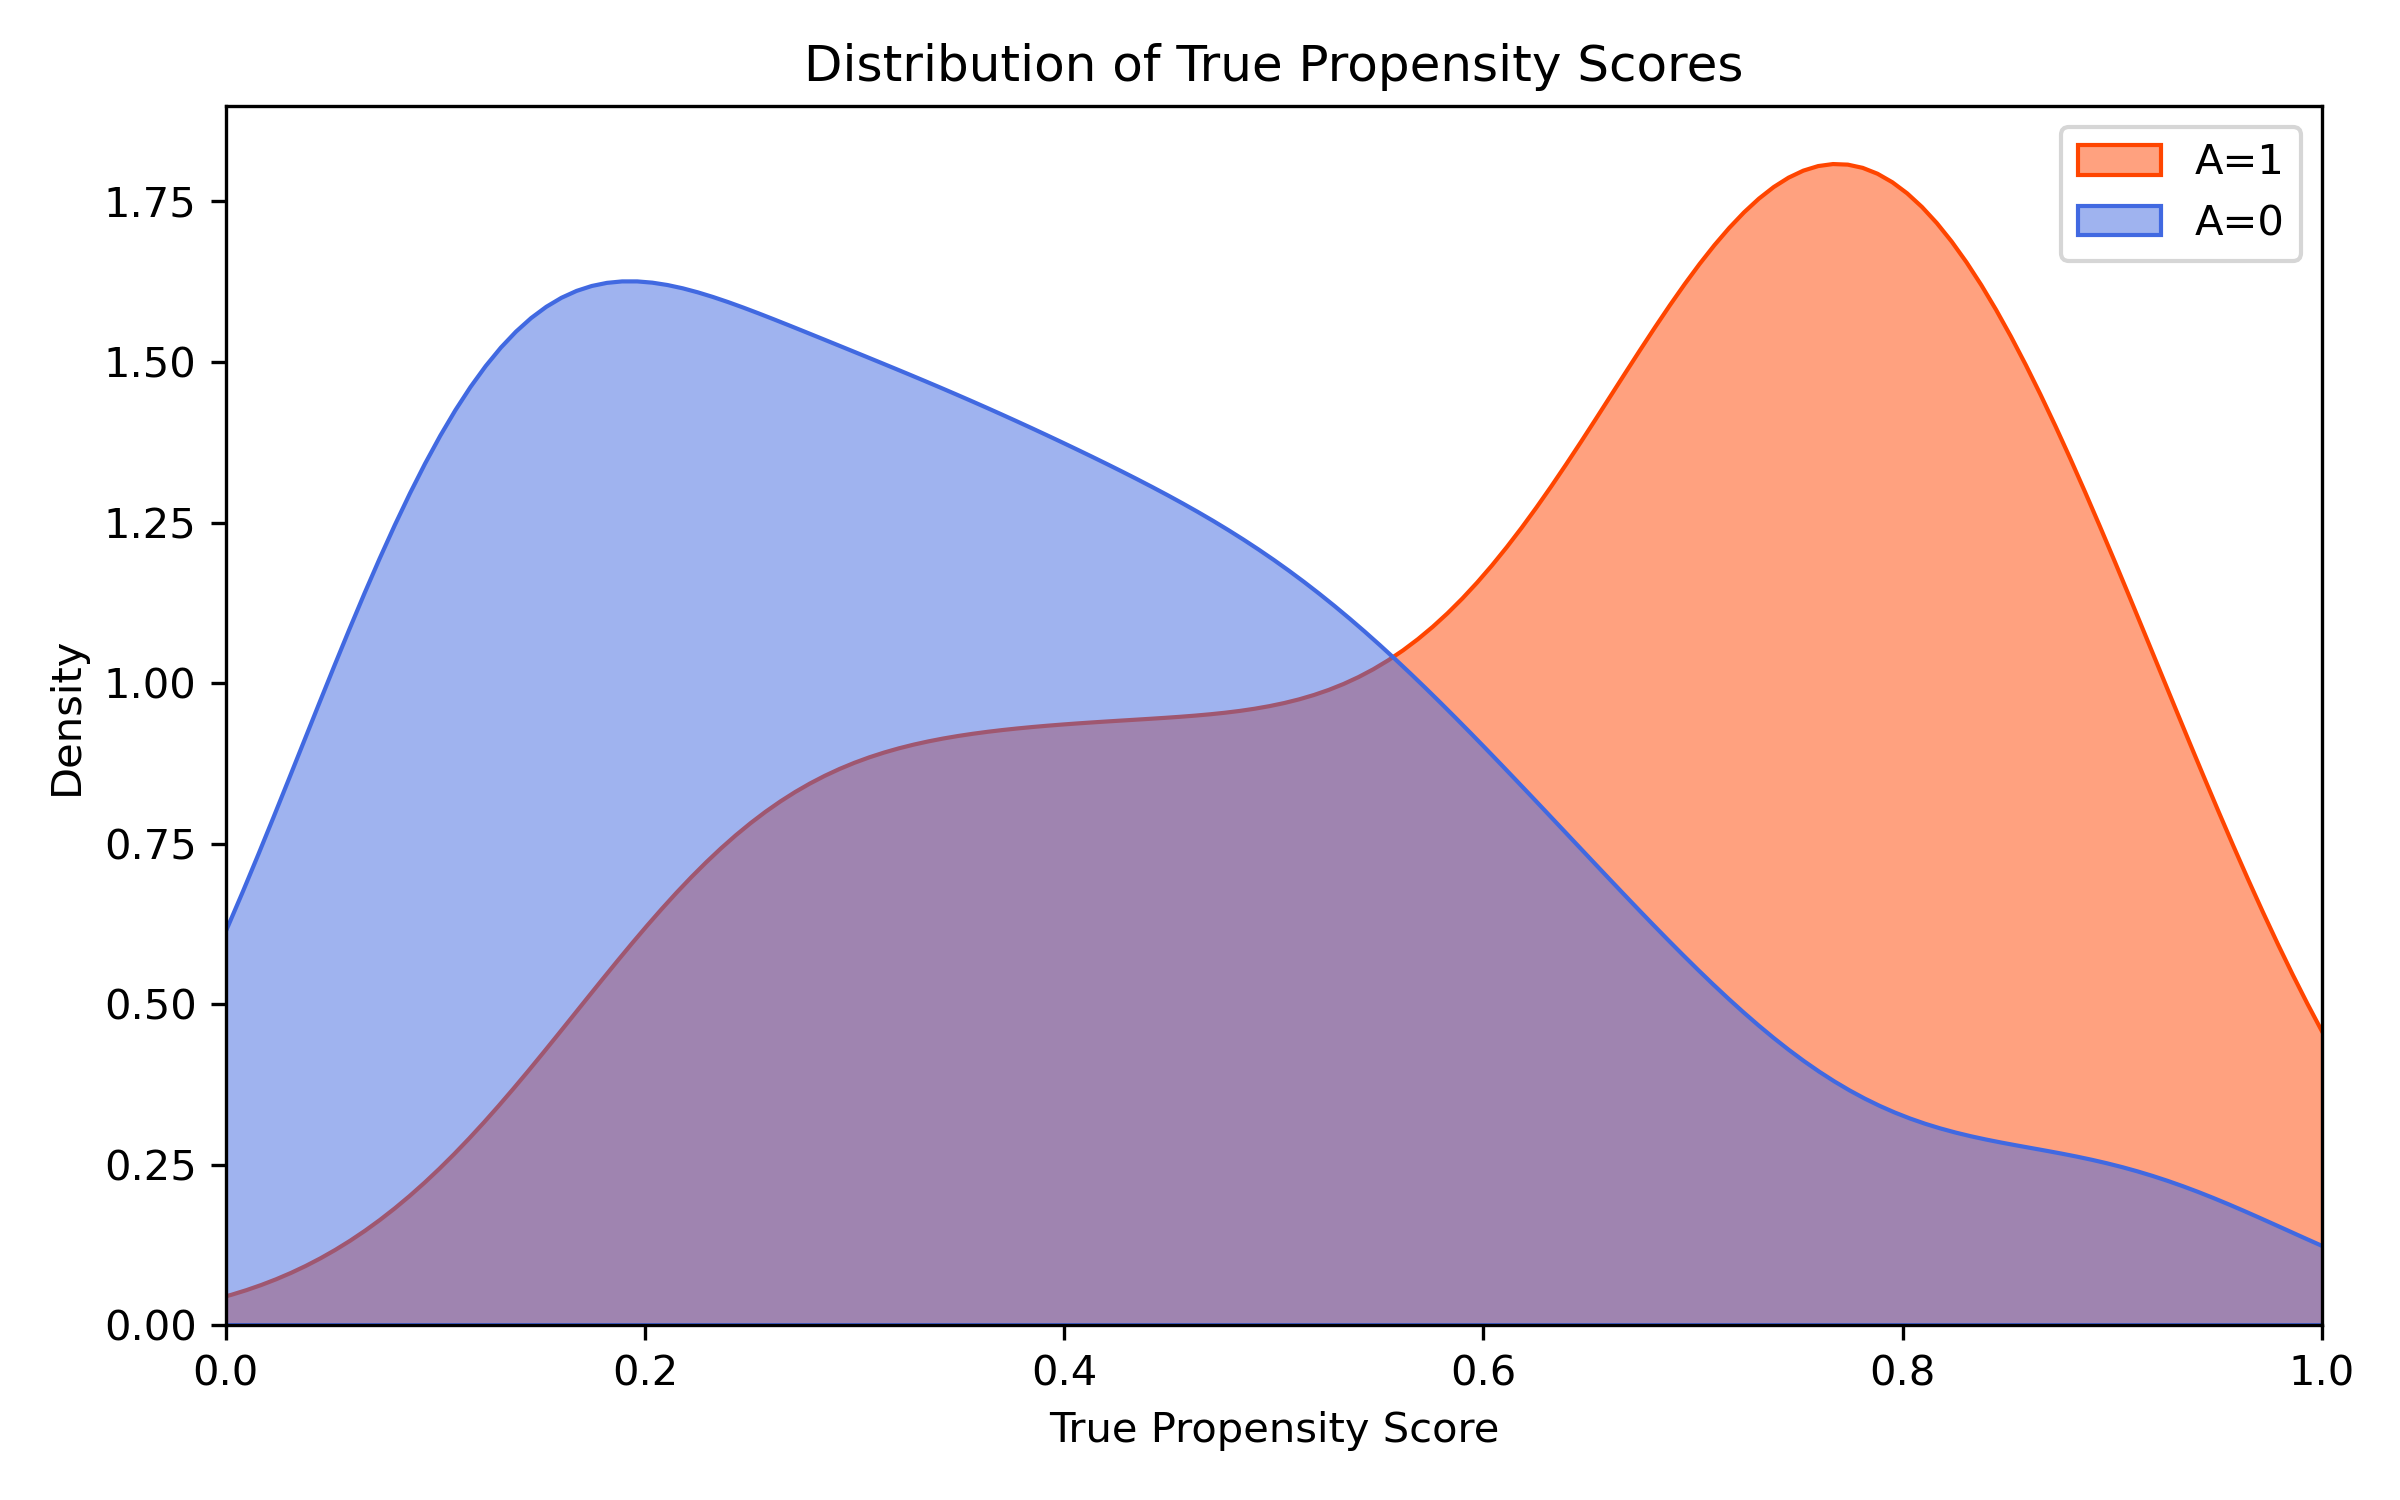 Distribution of True Propensity Scores
A=1
A=0
Density
1.75
1.50
1.25
1.00
0.75
0.50
0.25
0.00
0.0 0.2 0.4 0.6 0.8 1.0
True Propensity Score